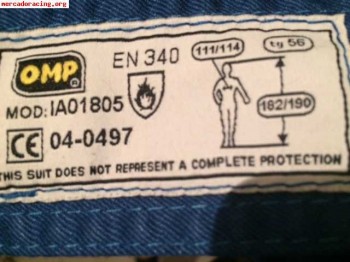 www.mercadoracing.org
OMP ®
EN 340
111/114
tg 56
MOD: IA01805
182/190
CE 04-0497
THIS SUIT DOES NOT REPRESENT A COMPLETE PROTECTION